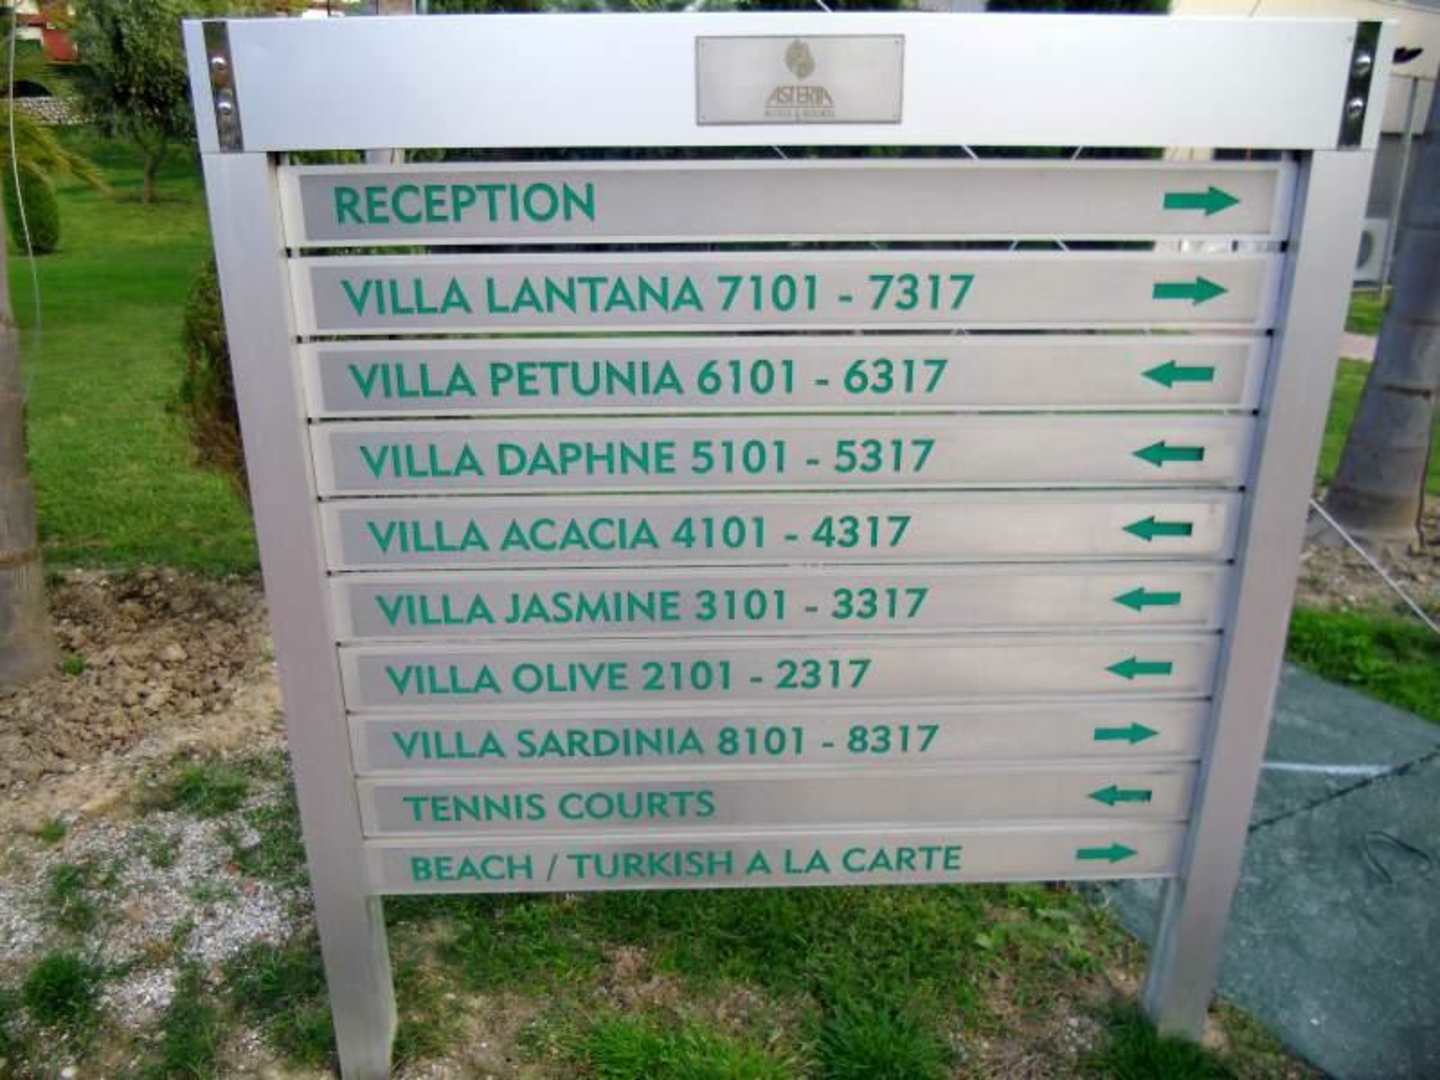 ASTERIA
RECEPTION
VILLA LANTANA 7101 - 7317
VILLA PETUNIA 6101 - 6317
VILLA DAPHNE 5101 - 5317
VILLA ACACIA 4101 - 4317
VILLA JASMINE 3101 - 3317
VILLA OLIVE 2101 - 2317
VILLA SARDINIA 8101 - 8317
TENNIS COURTS
BEACH / TURKISH A LA CARTE